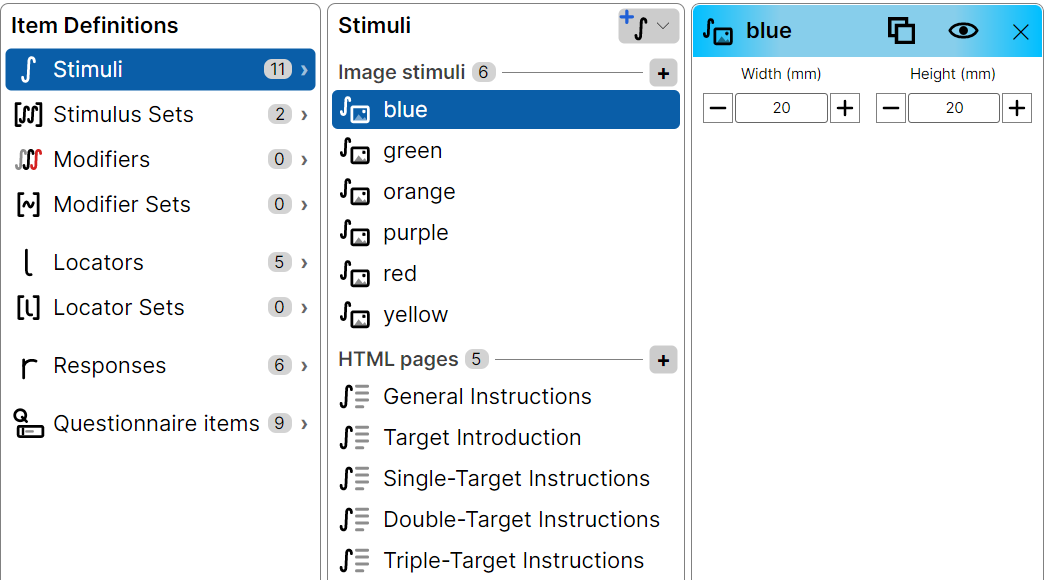 Item Definitions
Stimuli 11
Stimulus Sets 2
Modifiers 0
Modifier Sets 0
Locators 5
Locator Sets 0
Responses 6
Questionnaire items 9
Stimuli
Image stimuli 6
blue
green
orange
purple
red
yellow
HTML pages 5
General Instructions
Target Introduction
Single-Target Instructions
Double-Target Instructions
Triple-Target Instructions
blue
Width (mm) Height (mm)
20 20